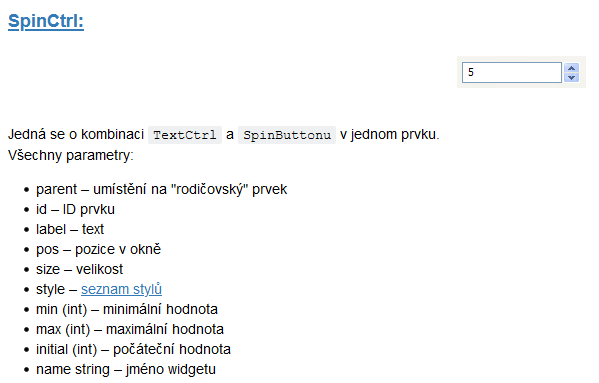 SpinCtrl:
5
Jedná se o kombinaci TextCtrl a SpinButtonu v jednom prvku.
Všechny parametry:
• parent – umístění na "rodičovský" prvek
• id – ID prvku
• label – text
• pos – pozice v okně
• size – velikost
• style – seznam stylů
• min (int) – minimální hodnota
• max (int) – maximální hodnota
• initial (int) – počáteční hodnota
• name string – jméno widgetu